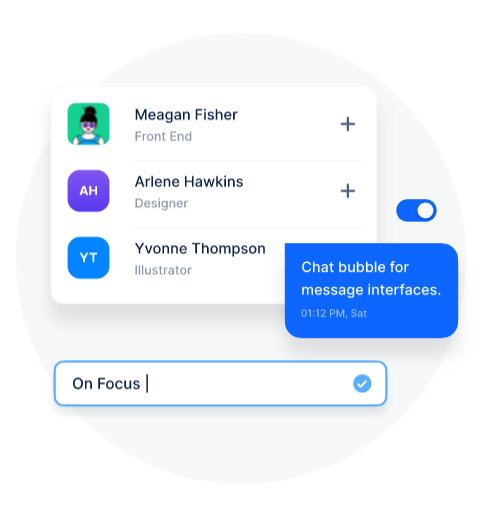 Meagan Fisher
Front End
AH
Arlene Hawkins
Designer
YT
Yvonne Thompson
Illustrator
Chat bubble for
message interfaces.
01:12 PM, Sat
On Focus